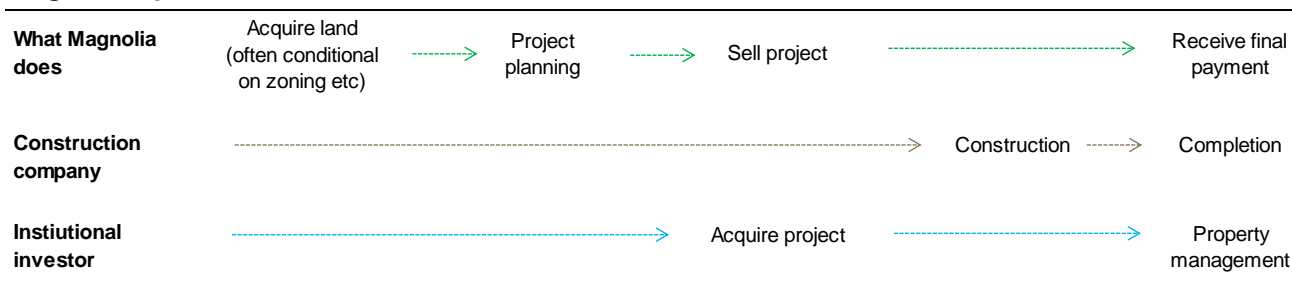 What Magnolia
does
Acquire land
(often conditional
on zoning etc)
Project
planning
Sell project
Receive final
payment
Construction
company
Construction
Completion
Instiutional
investor
Acquire project
Property
management